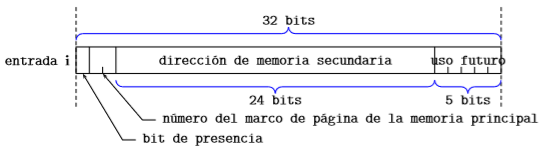 32 bits
entrada i dirección de memoria secundaria uso futuro
24 bits 5 bits
número del marco de página de la memoria principal
bit de presencia